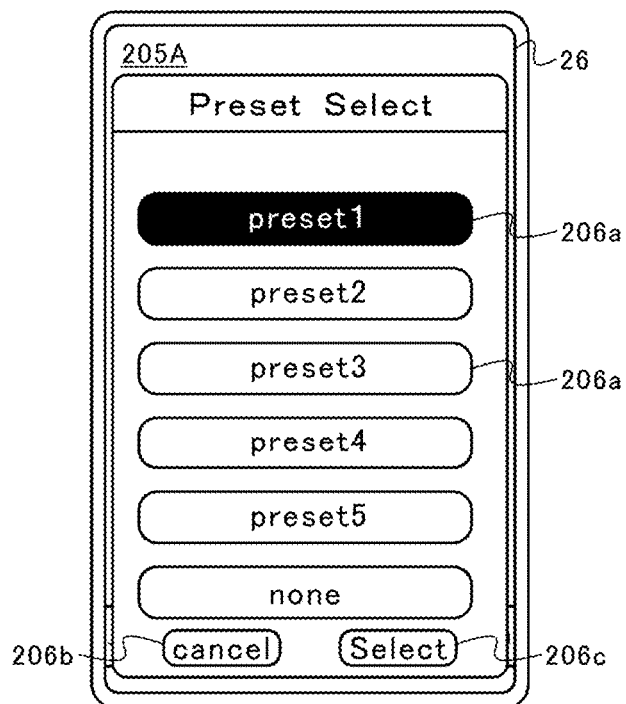 205A
26
Preset Select
preset1
206a
preset2
preset3
206a
preset4
preset5
none
206b
cancel
Select
206c